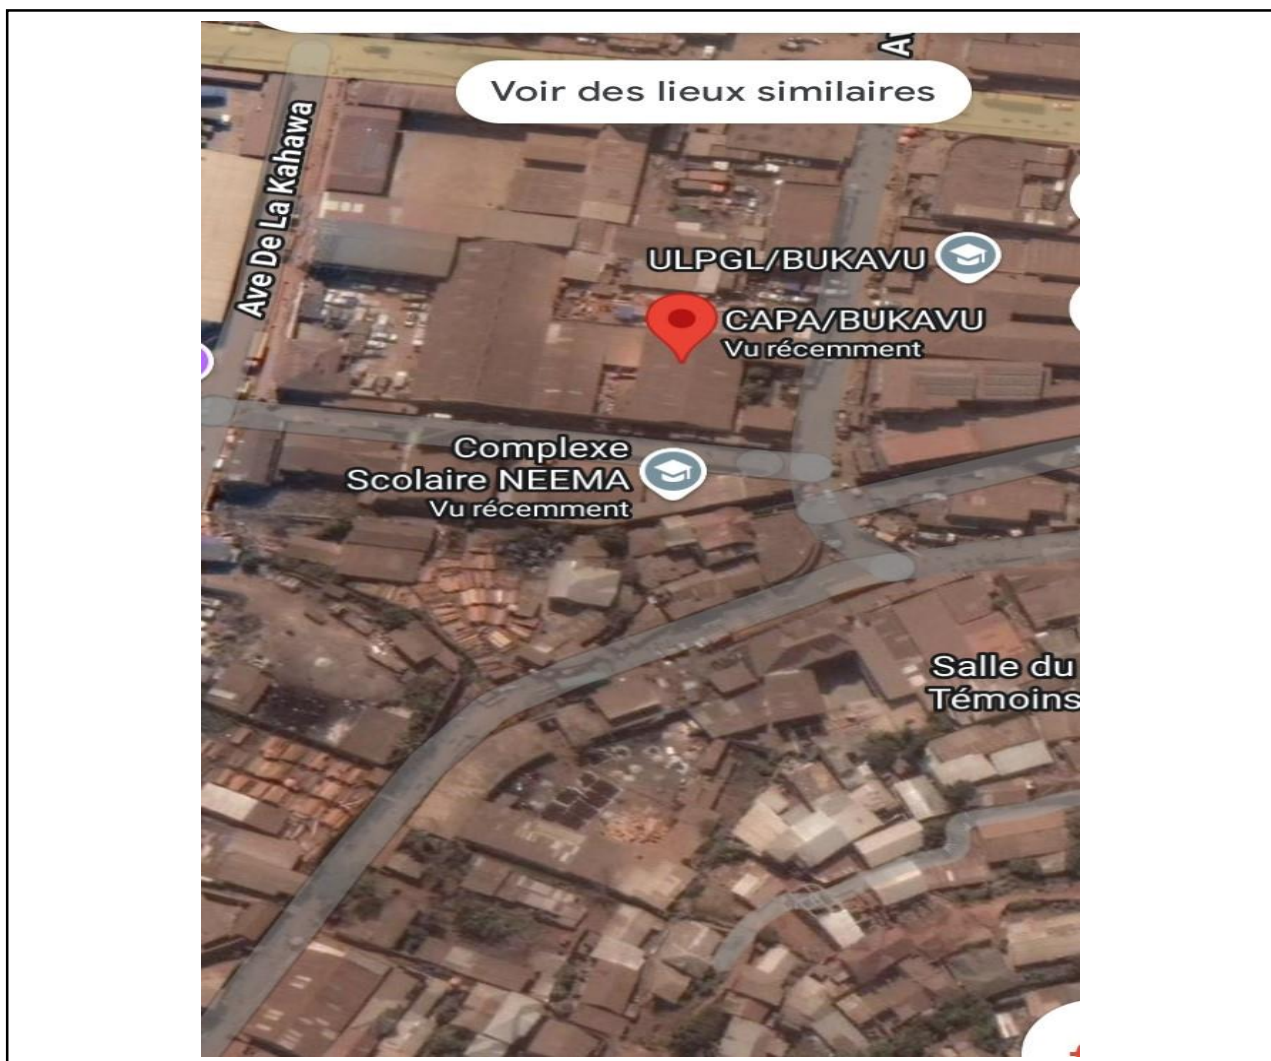 Voir des lieux similaires
Ave De La Kahawa
ULPGL/BUKAVU
CAPA/BUKAVU
Vu récemment
Complexe
Scolaire NEEMA
Vu récemment
Salle du
Témoins